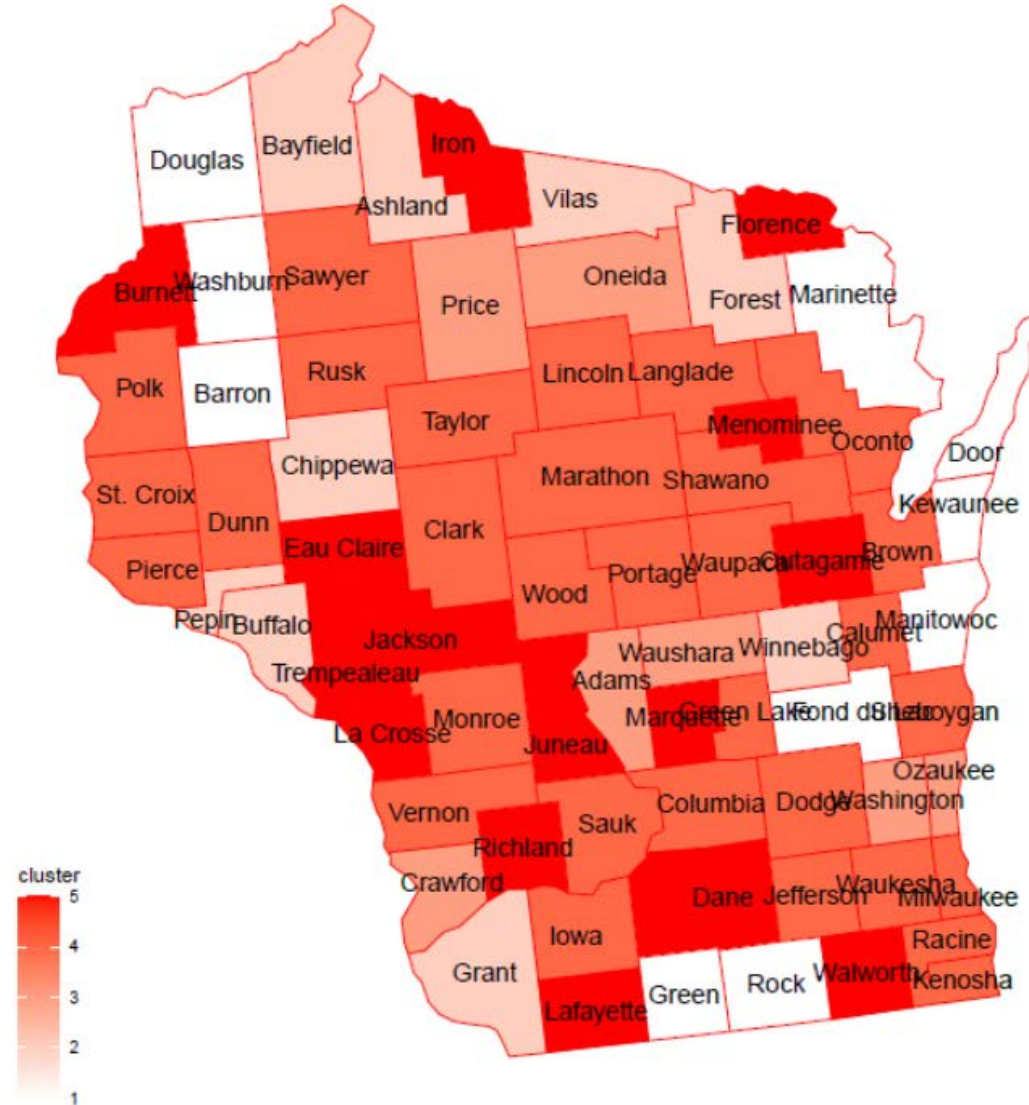 Iron
Bayfield
Douglas
Vilas
Ashland
Florence
Oneida
Sawyer
Washburn
Burnett
Marinette
Forest
Price
Rusk
Lincoln
Langlade
Polk
Barron
Taylor
Menominee
Oconto
Door
Chippewa
Marathon
Shawano
St. Croix
Kewaunee
Dunn
Clark
Eau Claire
Brown
Outagamie
Waupaca
Pierce
Portage
Wood
Pepin
Buffalo
Manitowoc
Calumet
Jackson
Winnebago
Waushara
Trempealeau
Adams
Fond du Lac
Sheboygan
Green Lake
Marquette
Monroe
La Crosse
Juneau
Ozaukee
Washington
Dodge
Columbia
Vernon
Sauk
Richland
Crawford
Waukesha
Milwaukee
Jefferson
Dane
Iowa
Racine
Grant
Walworth
Kenosha
Rock
Green
Lafayette
cluster
5
4
3
2
1